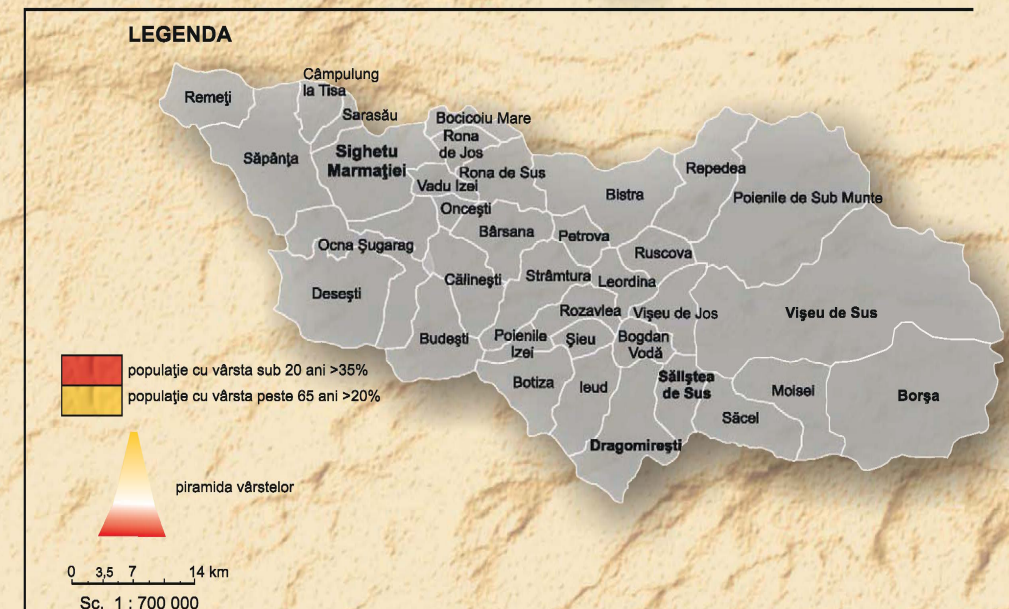 LEGENDA
Câmpulung
la Tisa
Remeţi
Sarasău
Bocicoiu Mare
Rona
de Jos
Sighetu
Marmaţiei
Săpânţa
Repedea
Rona de Sus
Vadu Izei
Bistra
Poienile de Sub Munte
Onceşti
Bârsana
Petrova
Ocna Şugarag
Ruscova
Călineşti
Strâmtura
Leordina
Deseşti
Rozavlea
Vişeu de Jos
Vişeu de Sus
Budeşti
Poienile
Izei
Şieu
Bogdan
Vodă
populaţie cu vârsta sub 20 ani >35%
Botiza
Ieud
Săliştea
de Sus
Moisei
Borşa
populaţie cu vârsta peste 65 ani >20%
Săcel
Dragomireşti
piramida vârstelor
0 3,5 7 14 km
Sc. 1 : 700 000